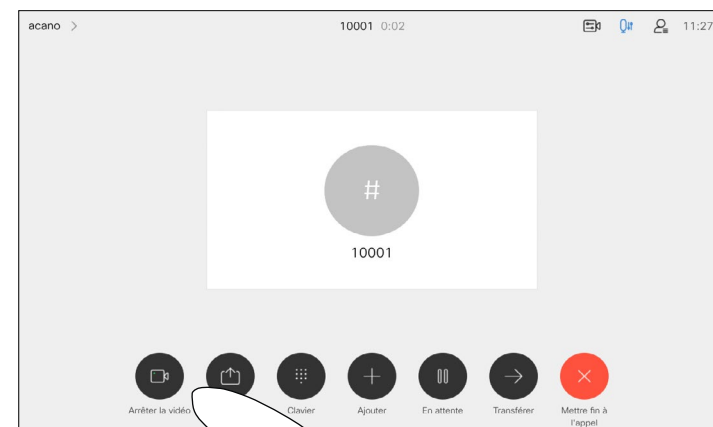 acano
10001 0:02
11:27
#
10001
Arrêter la vidéo
Clavier
Ajouter
En attente
Transférer
Mettre fin à
l'appel